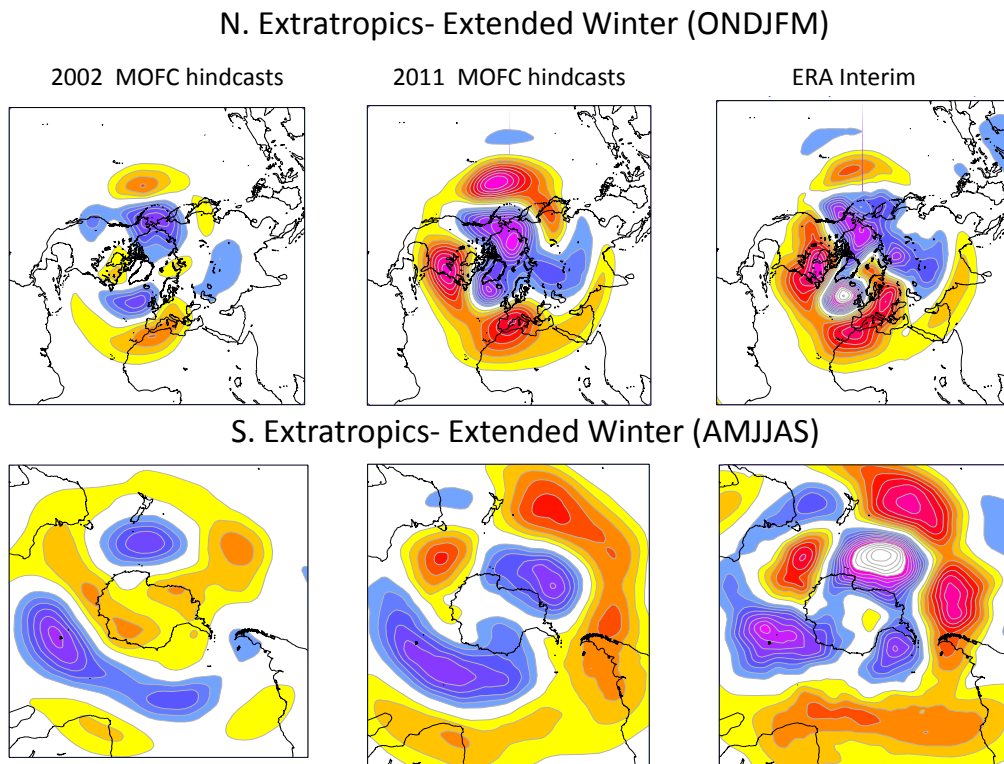 N. Extratropics- Extended Winter (ONDJFM)
2002 MOFC hindcasts
2011 MOFC hindcasts
ERA Interim
S. Extratropics- Extended Winter (AMJJAS)